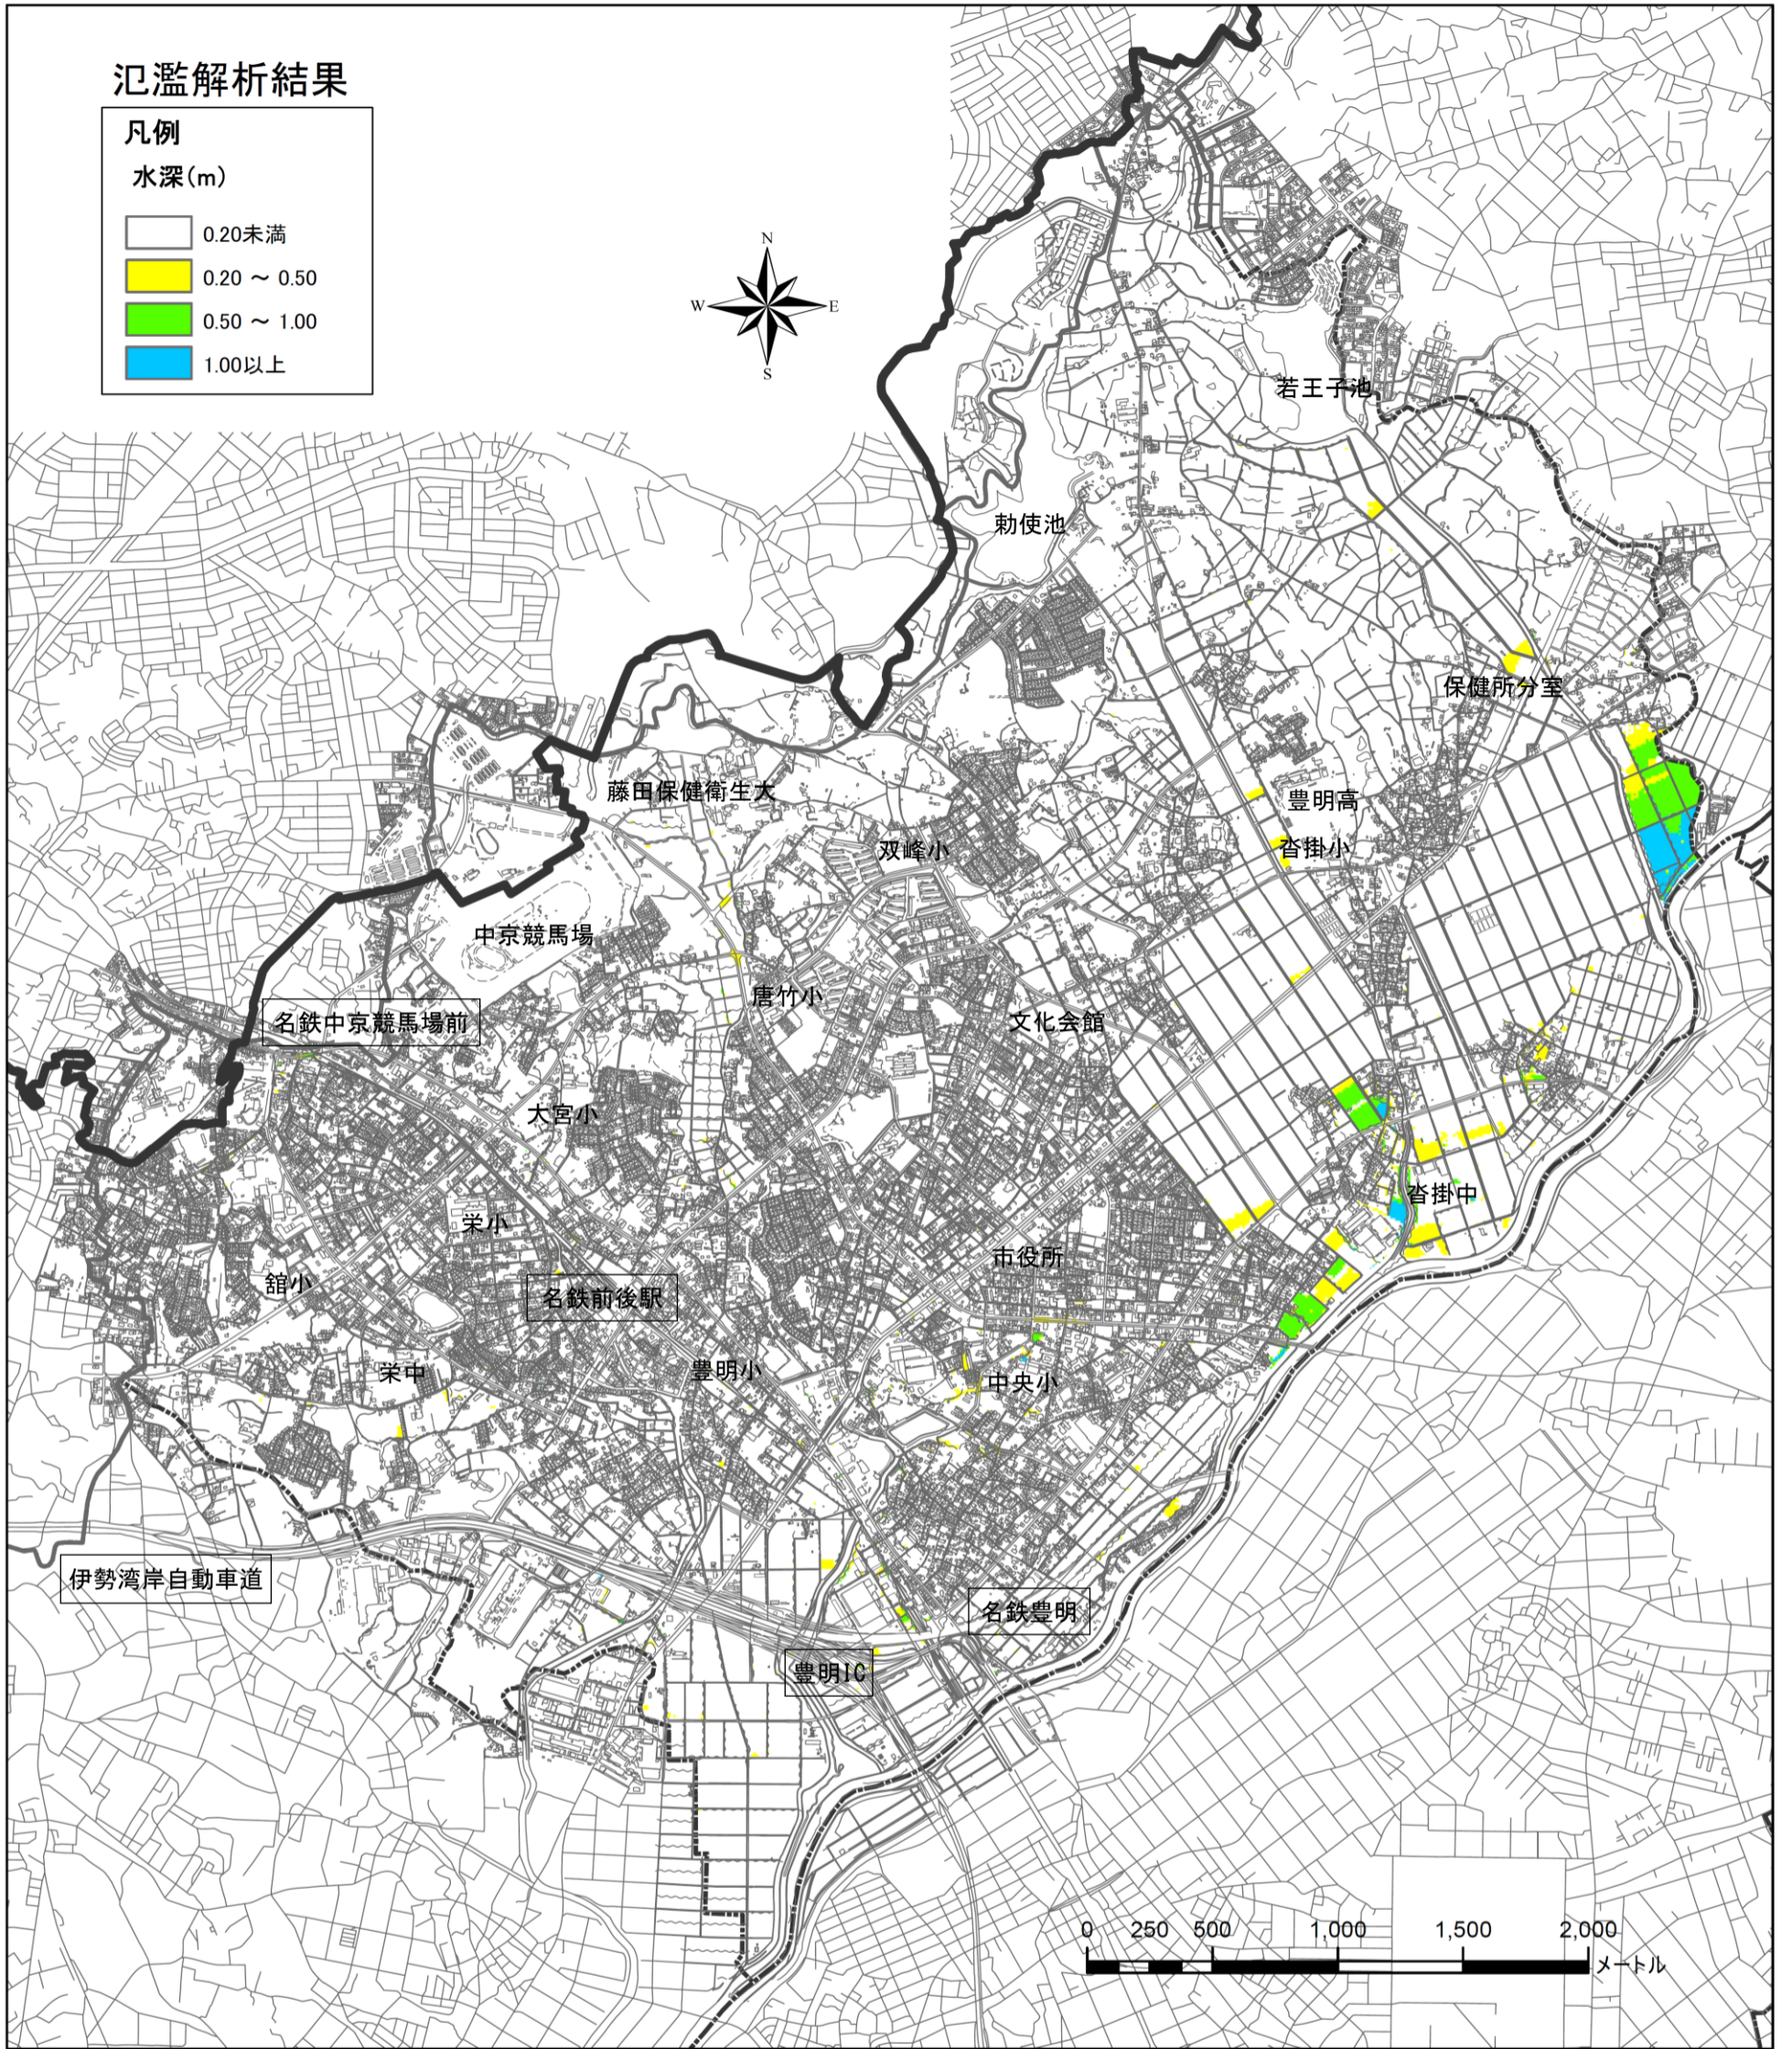 氾濫解析結果
凡例
水深(m)
0.20未満
0.20 ～ 0.50
0.50 ～ 1.00
1.00以上
N
W
E
S
若王子池
勅使池
保健所分室
藤田保健衛生大
豊明高
双峰小
沓掛小
中京競馬場
唐竹小
名鉄中京競馬場前
文化会館
大宮小
沓掛中
栄小
市役所
舘小
名鉄前後駅
豊明小
栄中
中央小
伊勢湾岸自動車道
名鉄豊明
豊明IC
0 250 500 1,000 1,500 2,000
メートル